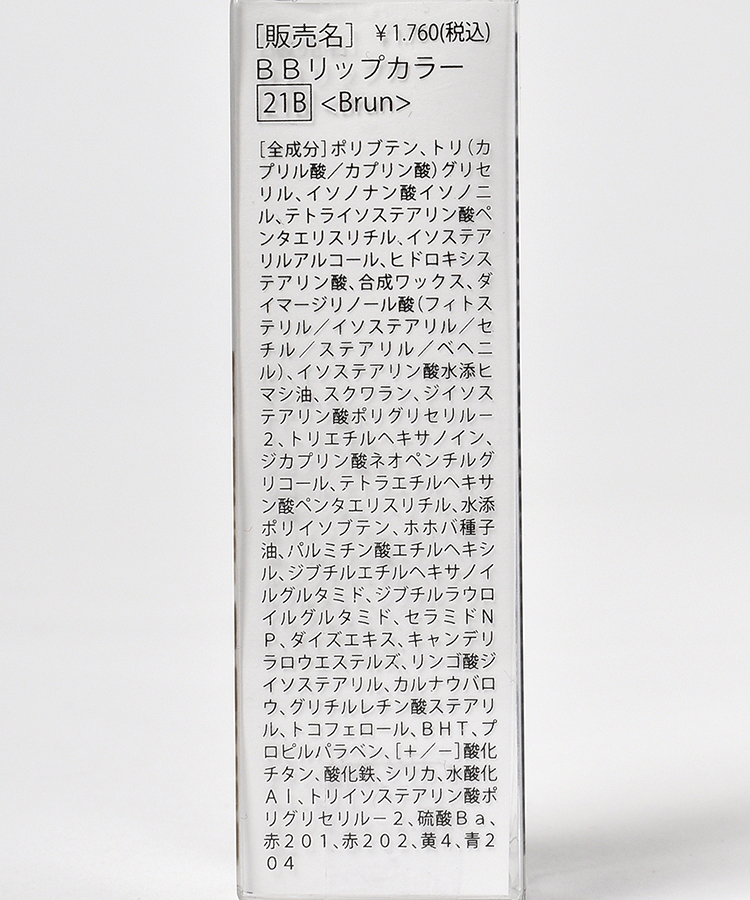 [販売名] ￥1.760(税込)
ＢＢリップカラー
21B <Brun>
[全成分]ポリブテン、トリ(カ
プリル酸／カプリン酸)グリセ
リル、イソノナン酸イソノニ
ル、テトライソステアリン酸ペ
ンタエリスリチル、イソステア
リルアルコール、ヒドロキシス
テアリン酸、合成ワックス、ダ
イマージリノール酸(フィトス
テリル／イソステアリル／セ
チル／ステアリル／ベヘニ
ル)、イソステアリン酸水添ヒ
マシ油、スクワラン、ジイソス
テアリン酸ポリグリセリル－
２、トリエチルヘキサノイン、
ジカプリン酸ネオペンチルグ
リコール、テトラエチルヘキサ
ン酸ペンタエリスリチル、水添
ポリイソブテン、ホホバ種子
油、パルミチン酸エチルヘキシ
ル、ジブチルエチルヘキサノイ
ルグルタミド、ジブチルラウロ
イルグルタミド、セラミドＮ
Ｐ、ダイズエキス、キャンデリ
ラロウエステルズ、リンゴ酸ジ
イソステアリル、カルナウバロ
ウ、グリチルレチン酸ステアリ
ル、トコフェロール、ＢＨＴ、プ
ロピルパラベン、[＋／－]酸化
チタン、酸化鉄、シリカ、水酸化
Ａｌ、トリイソステアリン酸ポ
リグリセリル－２、硫酸Ｂａ、
赤２０１、赤２０２、黄４、青２
０４